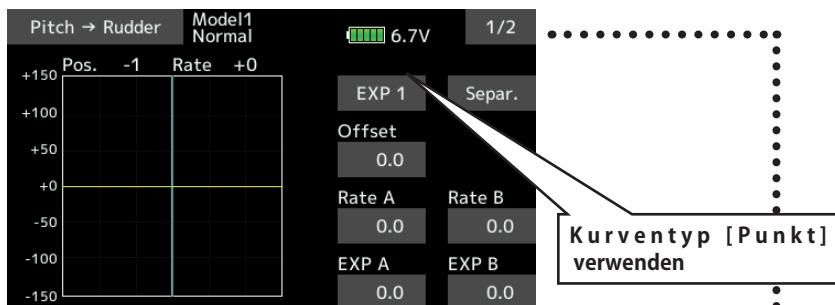 Pitch → Rudder
Model1
Normal
6.7V
1/2
Pos. -1 Rate +0
+150
+100
+50
+0
-50
-100
-150
EXP 1
Separ.
Offset
0.0
Rate A Rate B
0.0 0.0
EXP A EXP B
0.0 0.0
Kurventyp [Punkt]
verwenden